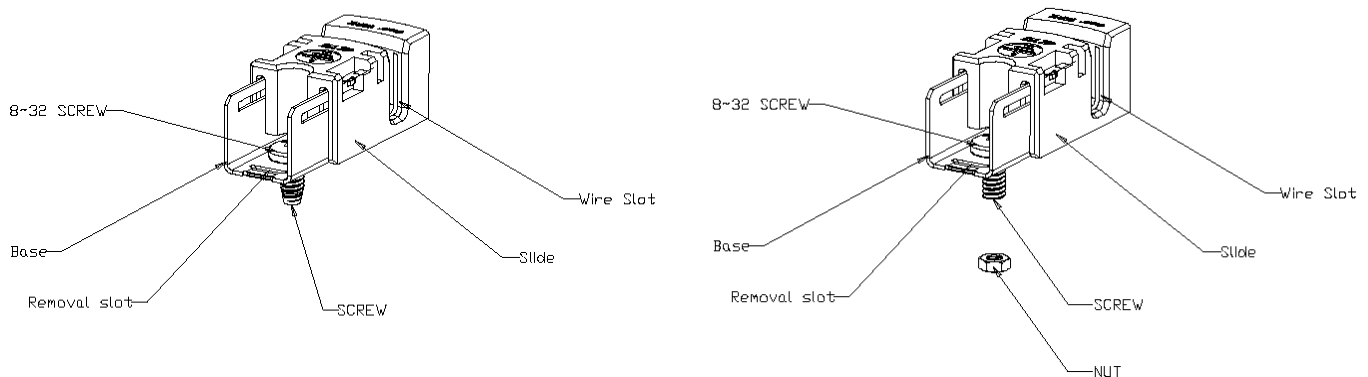 8~32 SCREW
Base
Removal slot
SCREW
Slide
Wire Slot
8~32 SCREW
Base
Removal slot
SCREW
NUT
Slide
Wire Slot